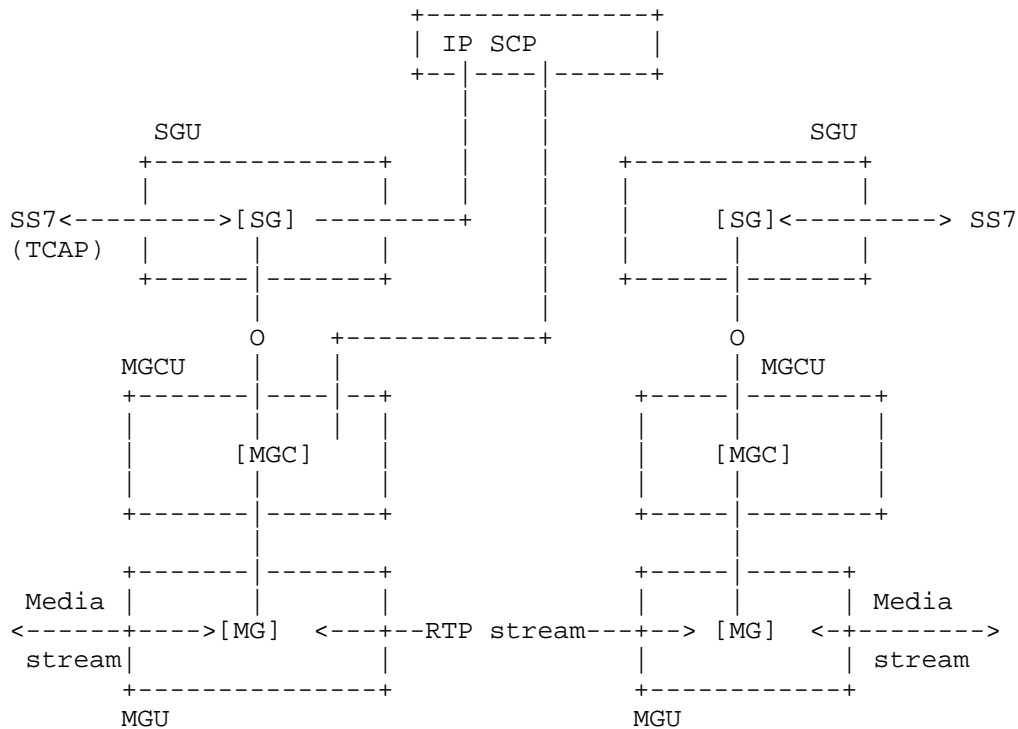 IP SCP
SGU SGU
SS7<--------->[SG] ---------+ [SG]<---------> SS7
(TCAP)
O O
MGCU MGCU
[MGC] [MGC]
Media Media
<------+---->[MG] <---+--RTP stream---+--> [MG] <-+-------->
stream stream
MGU MGU